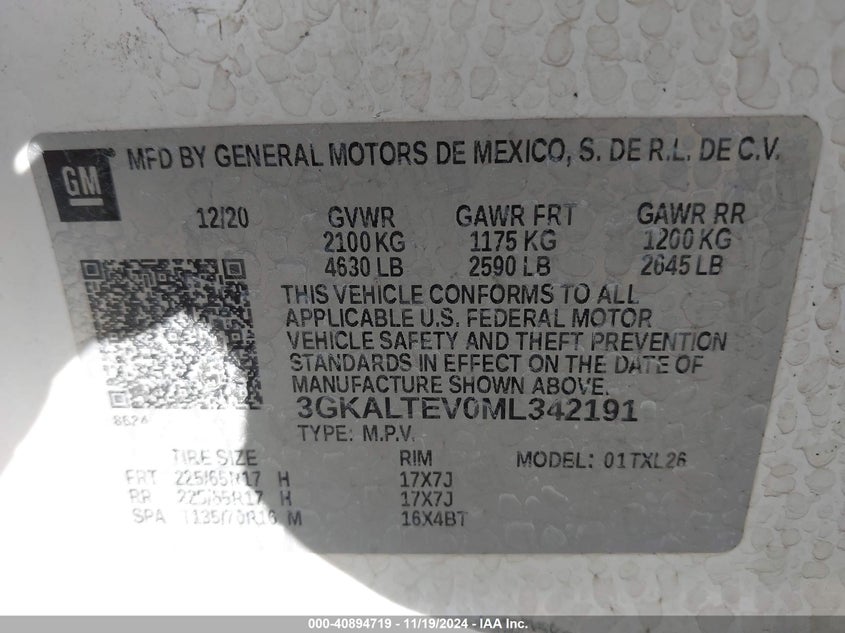 GM
MFD BY GENERAL MOTORS DE MEXICO, S. DE R.L. DE C.V.
12/20 GVWR GAWR FRT GAWR RR
2100 KG 1175 KG 1200 KG
4630 LB 2590 LB 2645 LB
THIS VEHICLE CONFORMS TO ALL
APPLICABLE U.S. FEDERAL MOTOR
VEHICLE SAFETY AND THEFT PREVENTION
STANDARDS IN EFFECT ON THE DATE OF
MANUFACTURE SHOWN ABOVE.
3GKALTEV0ML342191
TYPE: M.P.V.
TIRE SIZE RIM MODEL: 01TXL26
FRT 225/65R17 H 17X7J
RR 225/65R17 H 17X7J
SPA T135/70R16 M 16X4BT
000-40894719 - 11/19/2024 - IAA Inc.